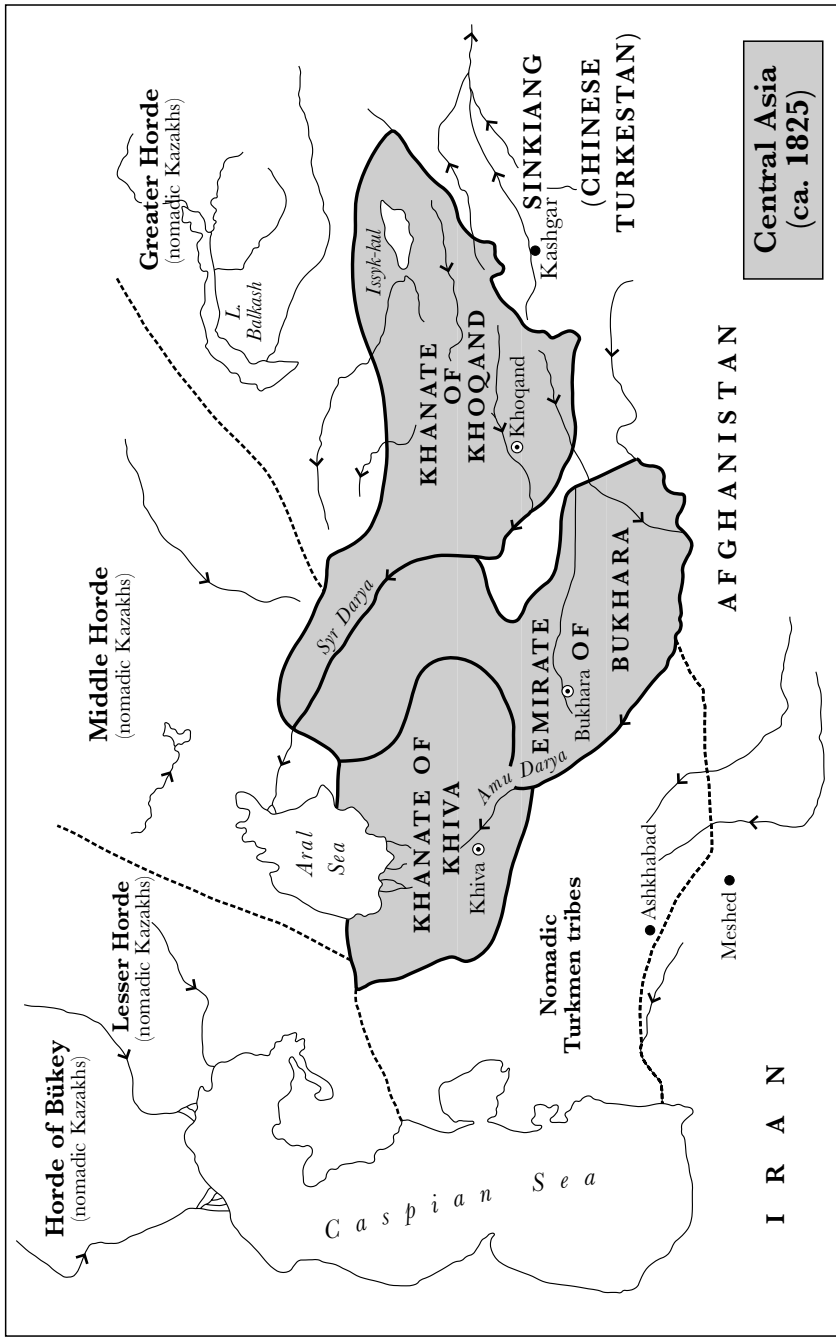 Horde of Bükey
(nomadic Kazakhs)
Lesser Horde
(nomadic Kazakhs)
Middle Horde
(nomadic Kazakhs)
Greater Horde
(nomadic Kazakhs)
L.
Balkash
Aral
Sea
Syr Darya
Issyk-kul
KHANATE OF
KHIVA
Khiva
Amu Darya
KHANATE
OF
KHOQAND
Khoqand
EMIRATE
OF
BUKHARA
Bukhara
SINKIANG
(CHINESE
TURKESTAN)
Kashgar
Caspian Sea
Nomadic
Turkmen tribes
Ashkhabad
Meshed
IRAN
AFGHANISTAN
Central Asia
(ca. 1825)